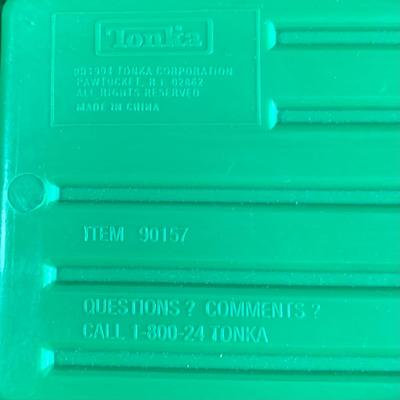 Tonka
©1994 TONKA CORPORATION
PAWTUCKET, R.I. 02862
ALL RIGHTS RESERVED
MADE IN CHINA
ITEM 90157
QUESTIONS? COMMENTS?
CALL 1-800-24 TONKA